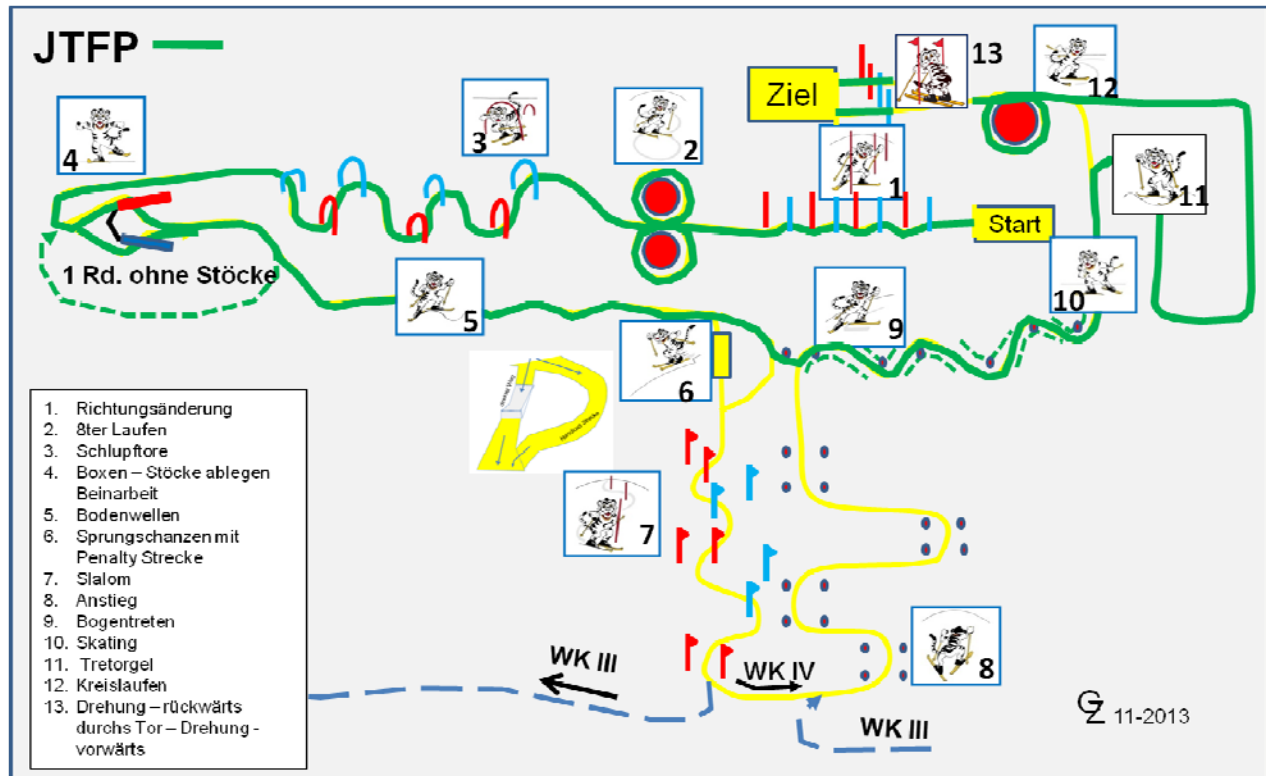 JTFP
13
Ziel
12
4
3
2
1
11
Start
1 Rd. ohne Stöcke
10
5
9
6
1. Richtungsänderung
2. 8ter Laufen
3. Schlupftore
4. Boxen – Stöcke ablegen
Beinarbeit
5. Bodenwellen
6. Sprungschanzen mit
Penalty Strecke
7. Slalom
8. Anstieg
9. Bogentreten
10. Skating
11. Tretorgel
12. Kreislaufen
13. Drehung – rückwärts
durchs Tor – Drehung -
vorwärts
7
8
WK III
WK IV
WK III
GZ 11-2013